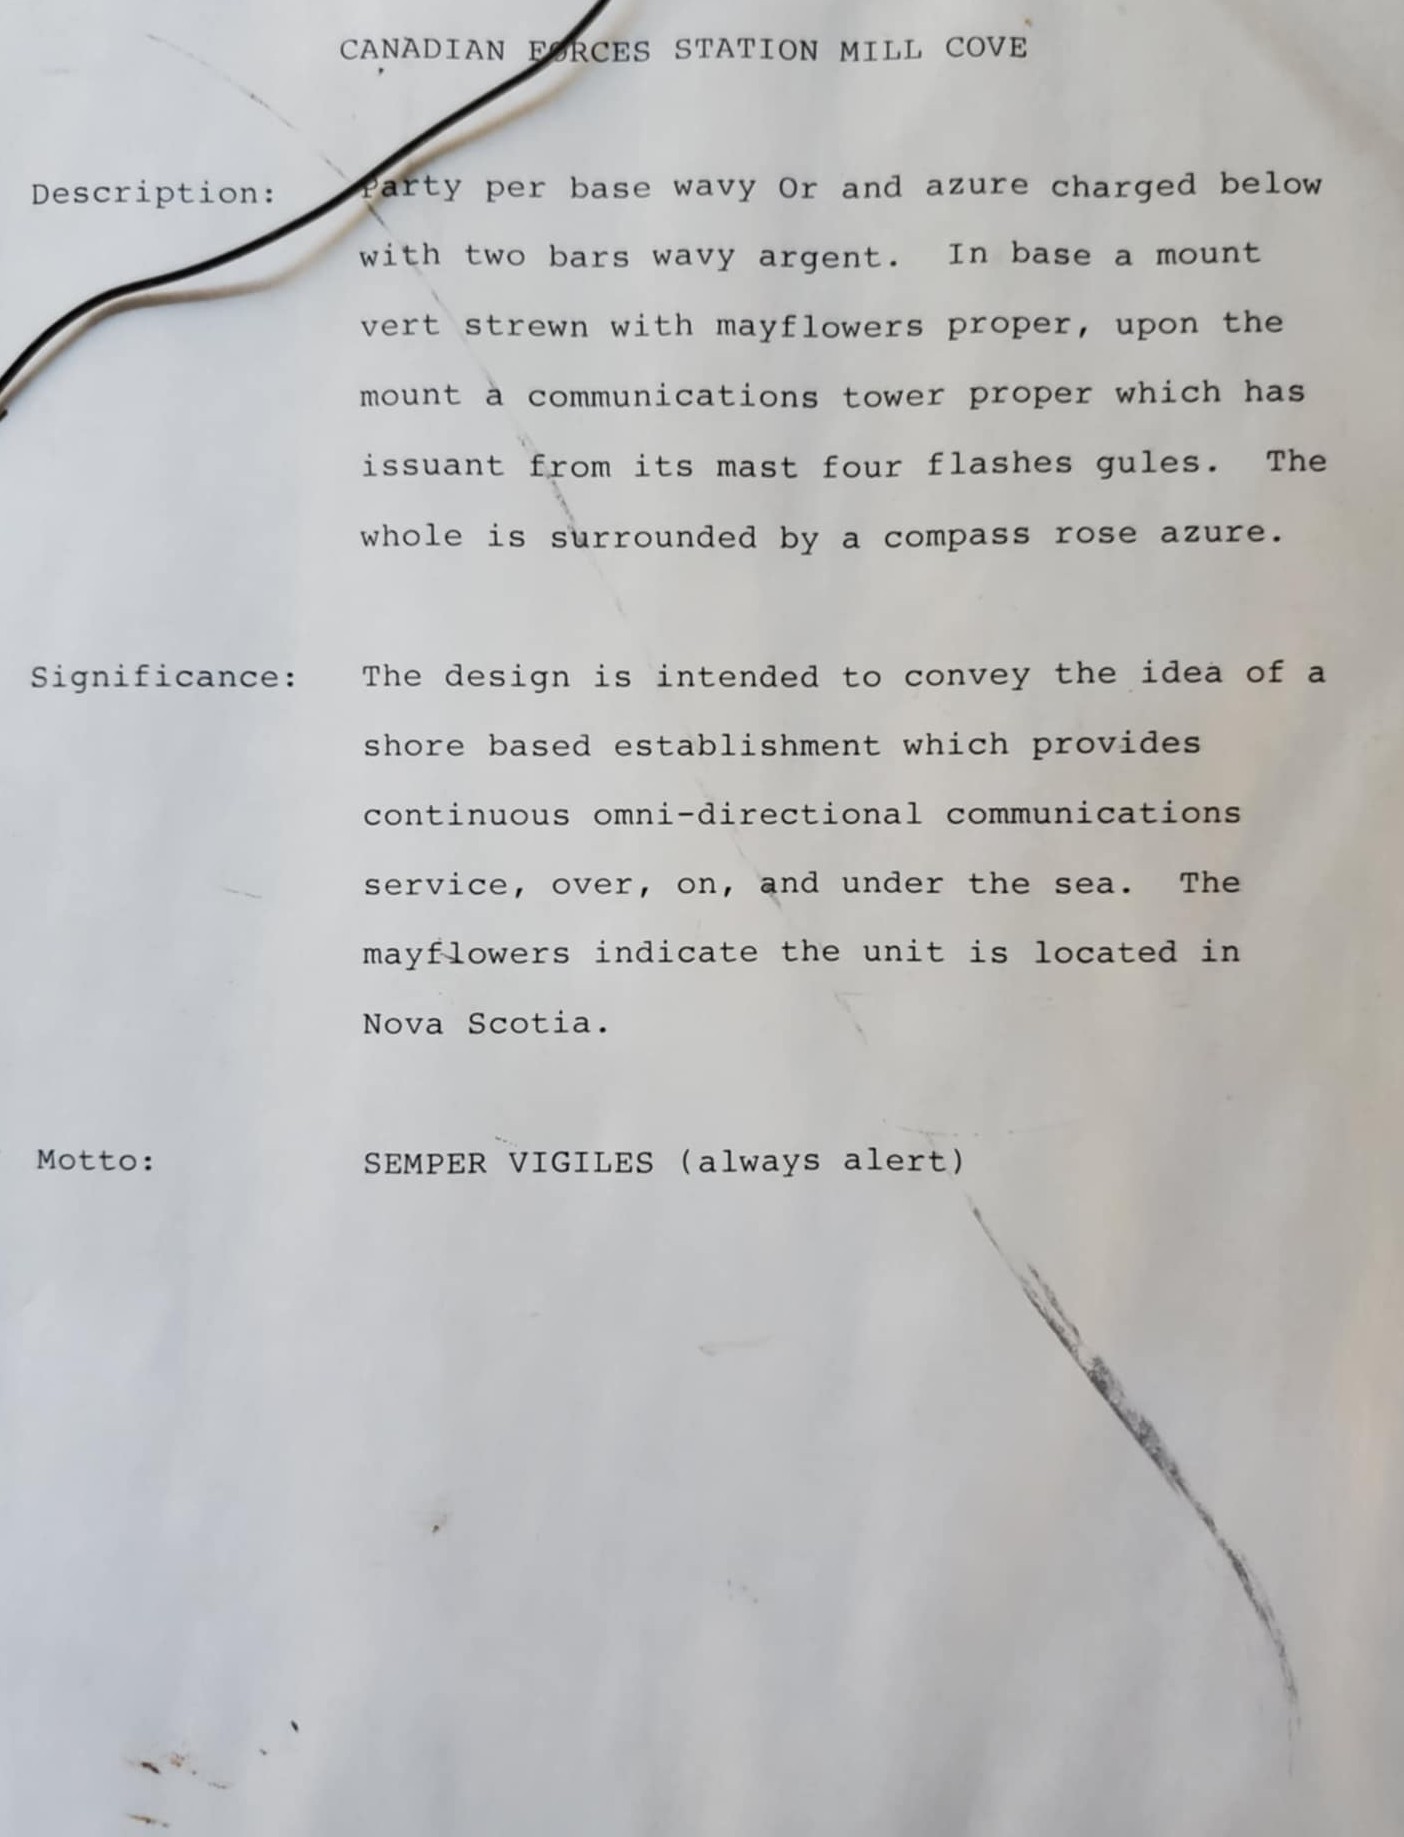 CANADIAN FORCES STATION MILL COVE
Description: Party per base wavy Or and azure charged below
with two bars wavy argent. In base a mount
vert strewn with mayflowers proper, upon the
mount a communications tower proper which has
issuant from its mast four flashes gules. The
whole is surrounded by a compass rose azure.
Significance: The design is intended to convey the idea of a
shore based establishment which provides
continuous omni-directional communications
service, over, on, and under the sea. The
mayflowers indicate the unit is located in
Nova Scotia.
Motto: SEMPER VIGILES (always alert)